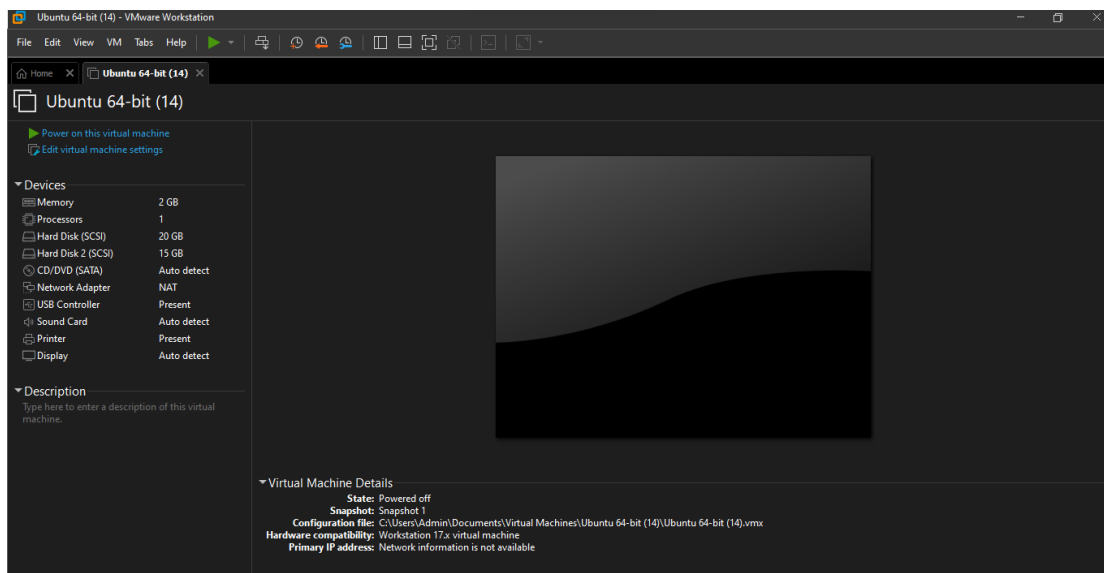 Ubuntu 64-bit (14) - VMware Workstation
File Edit View VM Tabs Help
Home Ubuntu 64-bit (14)
Ubuntu 64-bit (14)
Power on this virtual machine
Edit virtual machine settings
Devices
Memory 2 GB
Processors 1
Hard Disk (SCSI) 20 GB
Hard Disk 2 (SCSI) 15 GB
CD/DVD (SATA) Auto detect
Network Adapter NAT
USB Controller Present
Sound Card Auto detect
Printer Present
Display Auto detect
Description
Type here to enter a description of this virtual
machine.
Virtual Machine Details
State: Powered off
Snapshot: Snapshot 1
Configuration file: C:\Users\Admin\Documents\Virtual Machines\Ubuntu 64-bit (14)\Ubuntu 64-bit (14).vmx
Hardware compatibility: Workstation 17.x virtual machine
Primary IP address: Network information is not available